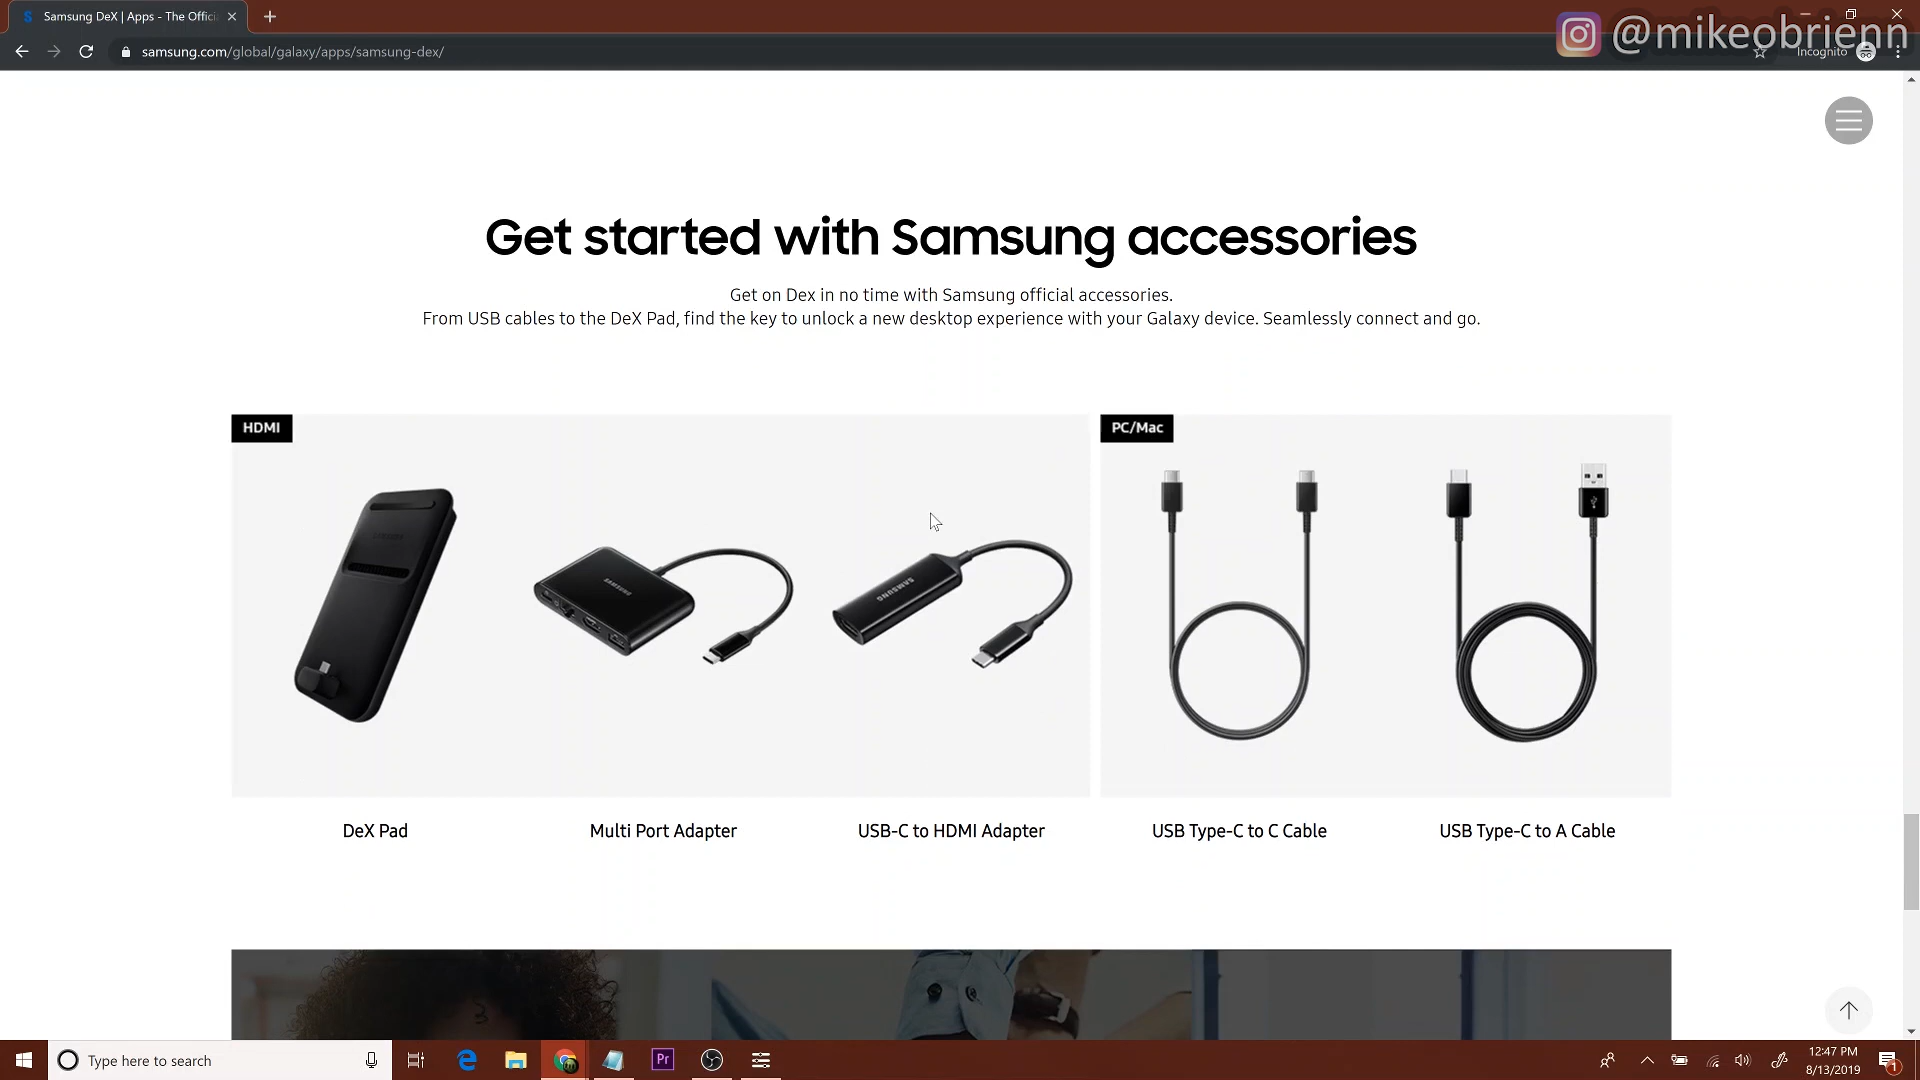 Samsung DeX | Apps - The Offici
@mikeobrienn
samsung.com/global/galaxy/apps/samsung-dex/
Incognito
Get started with Samsung accessories
Get on Dex in no time with Samsung official accessories.
From USB cables to the DeX Pad, find the key to unlock a new desktop experience with your Galaxy device. Seamlessly connect and go.
HDMI
PC/Mac
SAMSUNG
SAMSUNG
DeX Pad
Multi Port Adapter
USB-C to HDMI Adapter
USB Type-C to C Cable
USB Type-C to A Cable
Type here to search
Pr
12:47 PM
8/13/2019
1